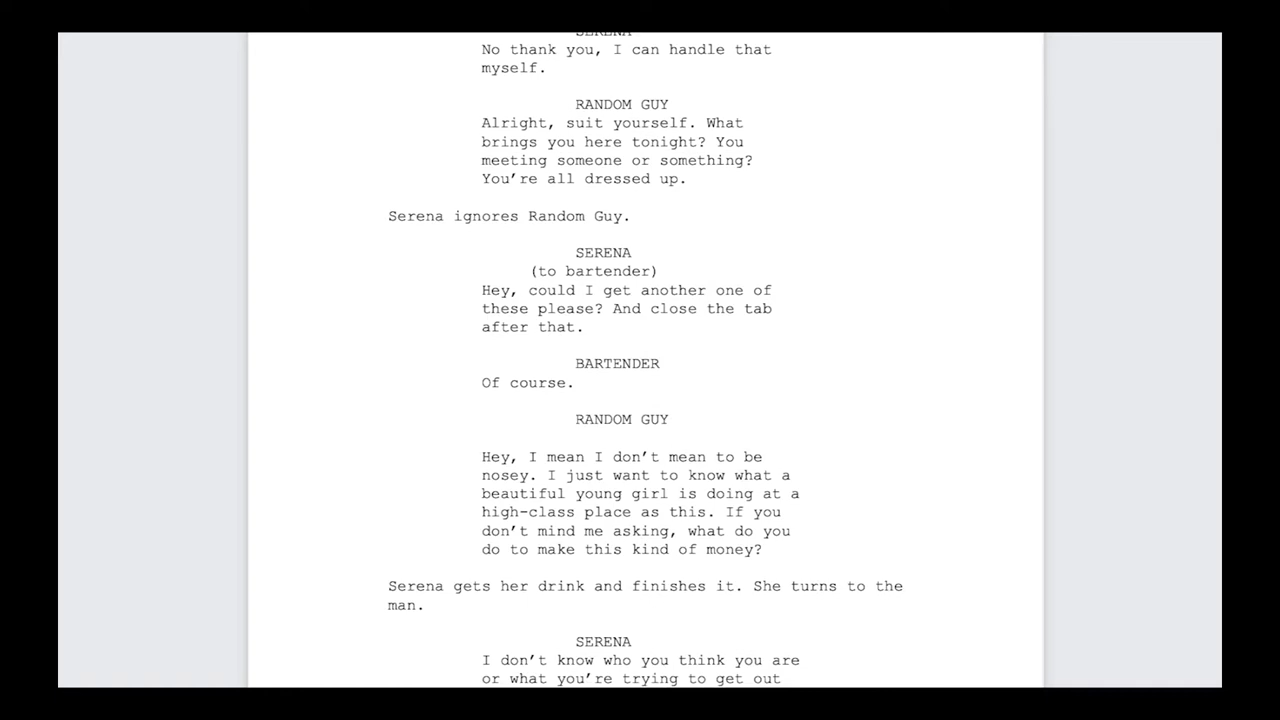 SERENA
No thank you, I can handle that
myself.
RANDOM GUY
Alright, suit yourself. What
brings you here tonight? You
meeting someone or something?
You're all dressed up.
Serena ignores Random Guy.
SERENA
(to bartender)
Hey, could I get another one of
these please? And close the tab
after that.
BARTENDER
Of course.
RANDOM GUY
Hey, I mean I don't mean to be
nosey. I just want to know what a
beautiful young girl is doing at a
high-class place as this. If you
don't mind me asking, what do you
do to make this kind of money?
Serena gets her drink and finishes it. She turns to the
man.
SERENA
I don't know who you think you are
or what you're trying to get out